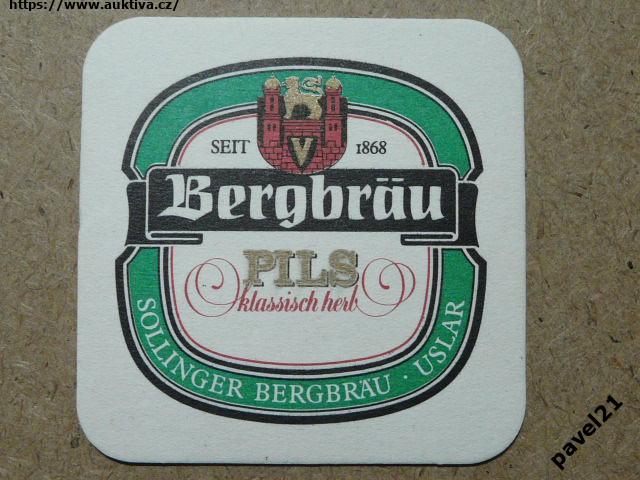 https://www.auktiva.cz/
SEIT 1868
V
Bergbräu
PILS
klassisch herb
SOLLINGER BERGBRÄU · USLAR
pavel21